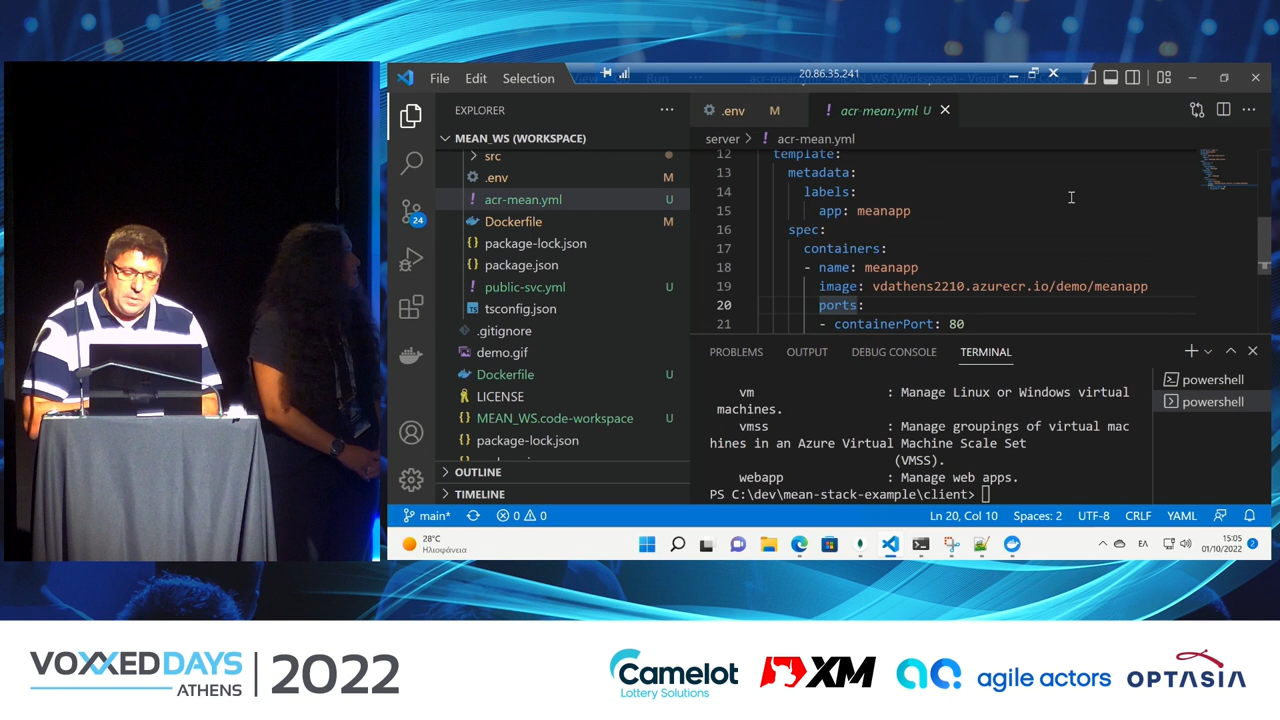 File Edit Selection
20.86.35.241
EXPLORER
MEAN_WS (WORKSPACE)
src
.env M
acr-mean.yml U
Dockerfile M
package-lock.json
package.json
public-svc.yml U
tsconfig.json
.gitignore
demo.gif
Dockerfile U
LICENSE
MEAN_WS.code-workspace U
package-lock.json
OUTLINE
TIMELINE
24
.env M
acr-mean.yml U
server > acr-mean.yml
12 template:
13 metadata:
14 labels:
15 app: meanapp
16 spec:
17 containers:
18 - name: meanapp
19 image: vdathens2210.azurecr.io/demo/meanapp
20 ports:
21 - containerPort: 80
PROBLEMS OUTPUT DEBUG CONSOLE TERMINAL
vm : Manage Linux or Windows virtual
machines.
vmss : Manage groupings of virtual mac
hines in an Azure Virtual Machine Scale Set
(VMSS).
webapp : Manage web apps.
PS C:\dev\mean-stack-example\client>
powershell
powershell
main* 0 0 Ln 20, Col 10 Spaces: 2 UTF-8 CRLF YAML
28°C
Ηλιοφάνεια
ΕΛ
15:05
01/10/2022
2
VOXXED DAYS
ATHENS
2022
Camelot
Lottery Solutions
XM
agile actors
OPTASIA